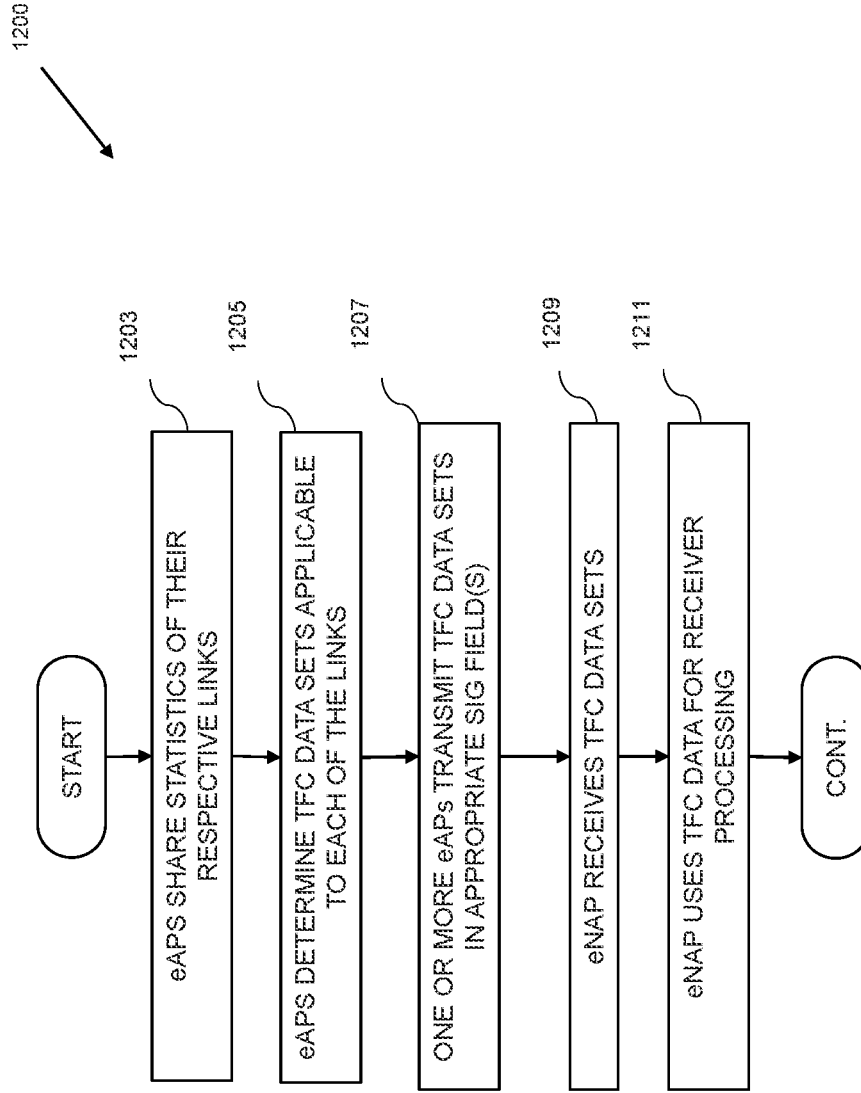 1200
START
eAPS SHARE STATISTICS OF THEIR
RESPECTIVE LINKS
1203
eAPS DETERMINE TFC DATA SETS APPLICABLE
TO EACH OF THE LINKS
1205
ONE OR MORE eAPs TRANSMIT TFC DATA SETS
IN APPROPRIATE SIG FIELD(S)
1207
eNAP RECEIVES TFC DATA SETS
1209
eNAP USES TFC DATA FOR RECEIVER
PROCESSING
1211
CONT.